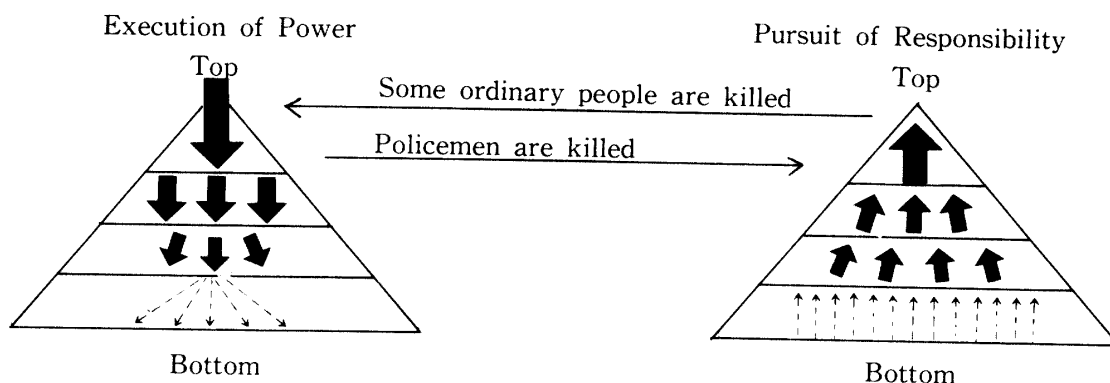 Execution of Power
Top
Pursuit of Responsibility
Top
Some ordinary people are killed
Policemen are killed
Bottom
Bottom